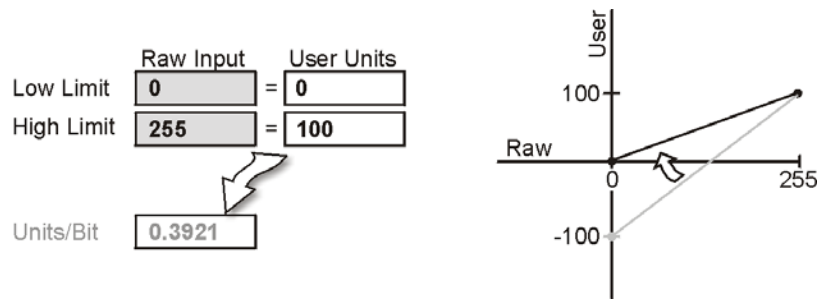 Raw Input User Units
Low Limit 0 = 0
High Limit 255 = 100
Units/Bit 0.3921
User
100
Raw
0 255
-100